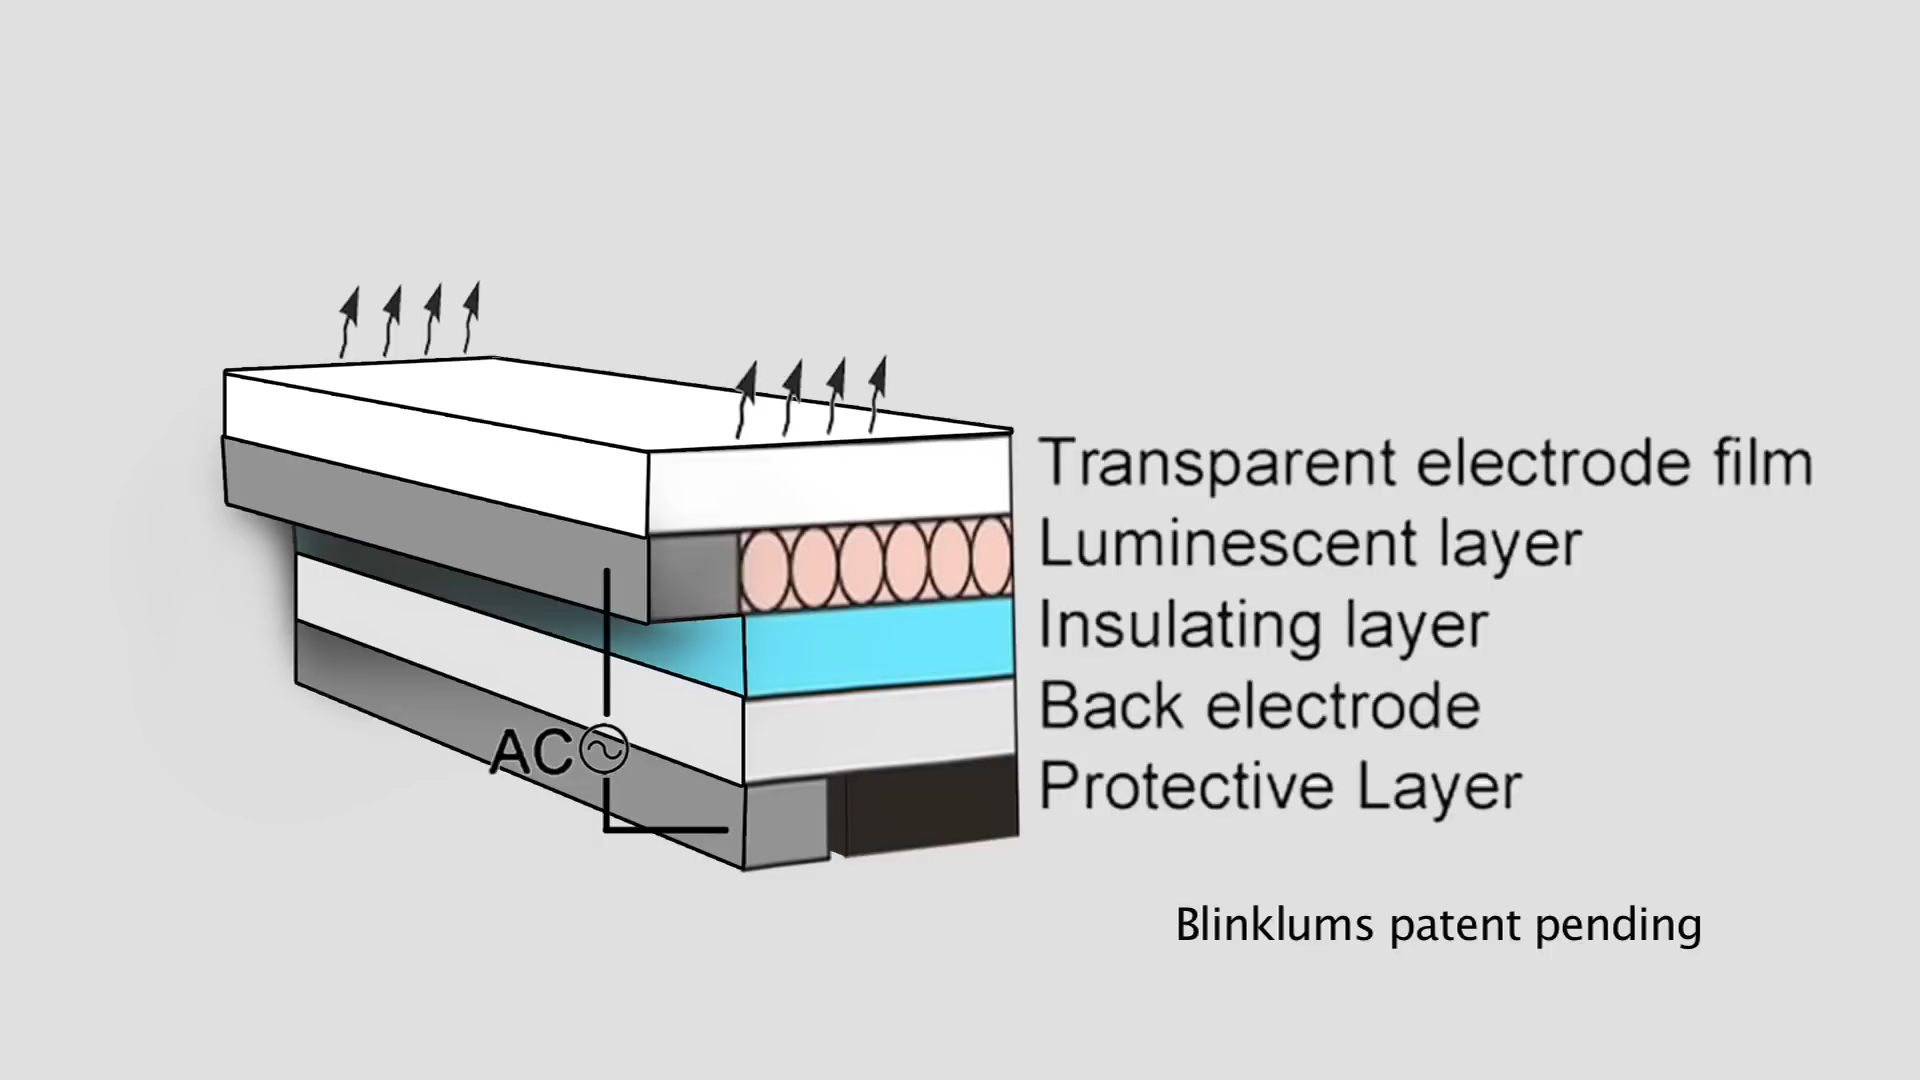 Transparent electrode film
Luminescent layer
Insulating layer
Back electrode
AC
Protective Layer
Blinklums patent pending